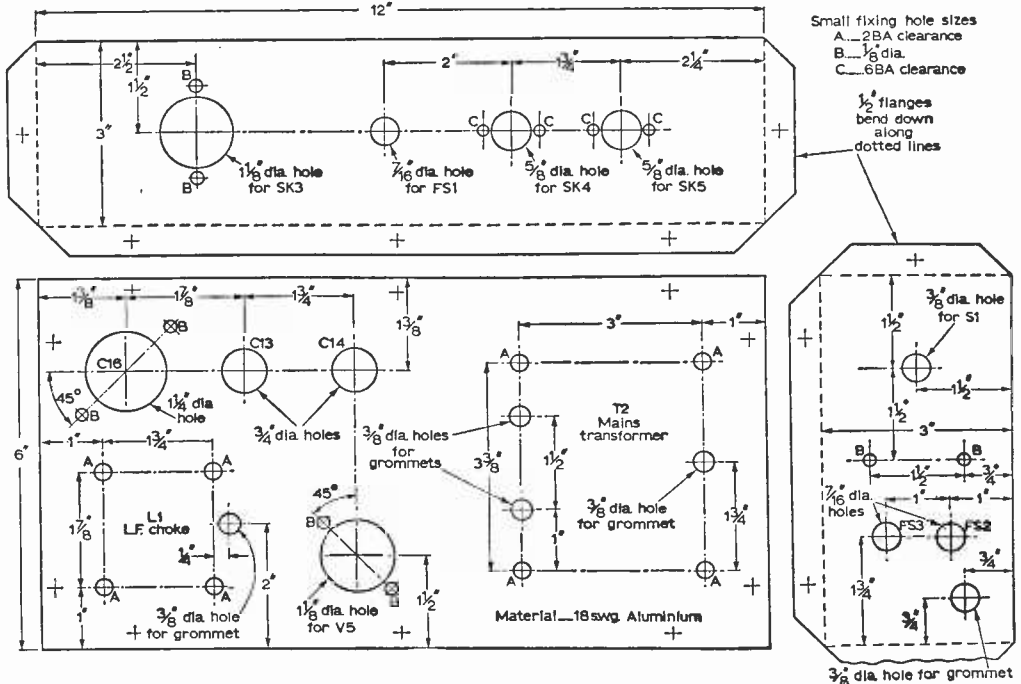 12"
Small fixing hole sizes
A__2BA clearance
B__1/8" dia.
C__6BA clearance
1/2" flanges
bend down
along
dotted lines
2 1/2"
1 1/2"
3"
2"
1 3/4"
2 1/4"
B
B
C
C
C
C
1 1/8" dia. hole
for SK3
7/16" dia hole
for FS1
5/8" dia. hole
for SK4
5/8" dia. hole
for SK5
1 3/8"
1 7/8"
1 3/4"
1 3/8"
3"
1"
6"
C16
C13
C14
B
B
45°
1 1/4" dia
hole
3/4" dia holes
1"
1 3/4"
A
A
A
A
1 7/8"
L1
L.F. choke
1/4"
2"
1"
3/8" dia hole
for grommet
45°
B
B
1 1/8" dia hole
for V5
1 1/2"
3/8" dia holes
for
grommets
3 3/8"
A
A
A
A
T2
Mains
transformer
1 1/2"
1"
3/8" dia hole
for grommet
1 3/4"
Material__18swg. Aluminium
3/8" dia. hole
for S1
1 1/2"
1 1/2"
1 1/2"
3"
B
B
1 1/2"
3/4"
7/16" dia.
holes
1"
1"
FS3
FS2
3/4"
1 3/4"
3/4"
3/8" dia hole for grommet